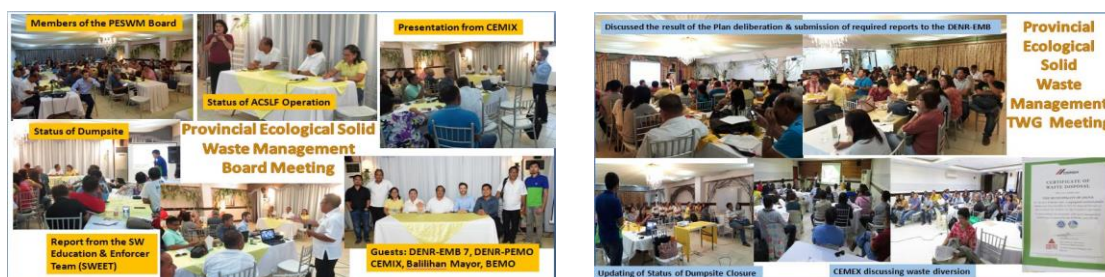 Members of the PESWM Board
Presentation from CEMIX
Status of ACSLF Operation
Status of Dumpsite
Provincial Ecological Solid
Waste Management
Board Meeting
Report from the SW
Education & Enforcer
Team (SWEET)
Guests: DENR-EMB 7, DENR-PEMO
CEMIX, Balilihan Mayor, BEMO
Discussed the result of the Plan deliberation & submission of required reports to the DENR-EMB
Provincial
Ecological
Solid
Waste
Management
TWG Meeting
Updating of Status of Dumpsite Closure
CEMEX discussing waste diversion
CERTIFICATE OF
WASTE DISPOSAL